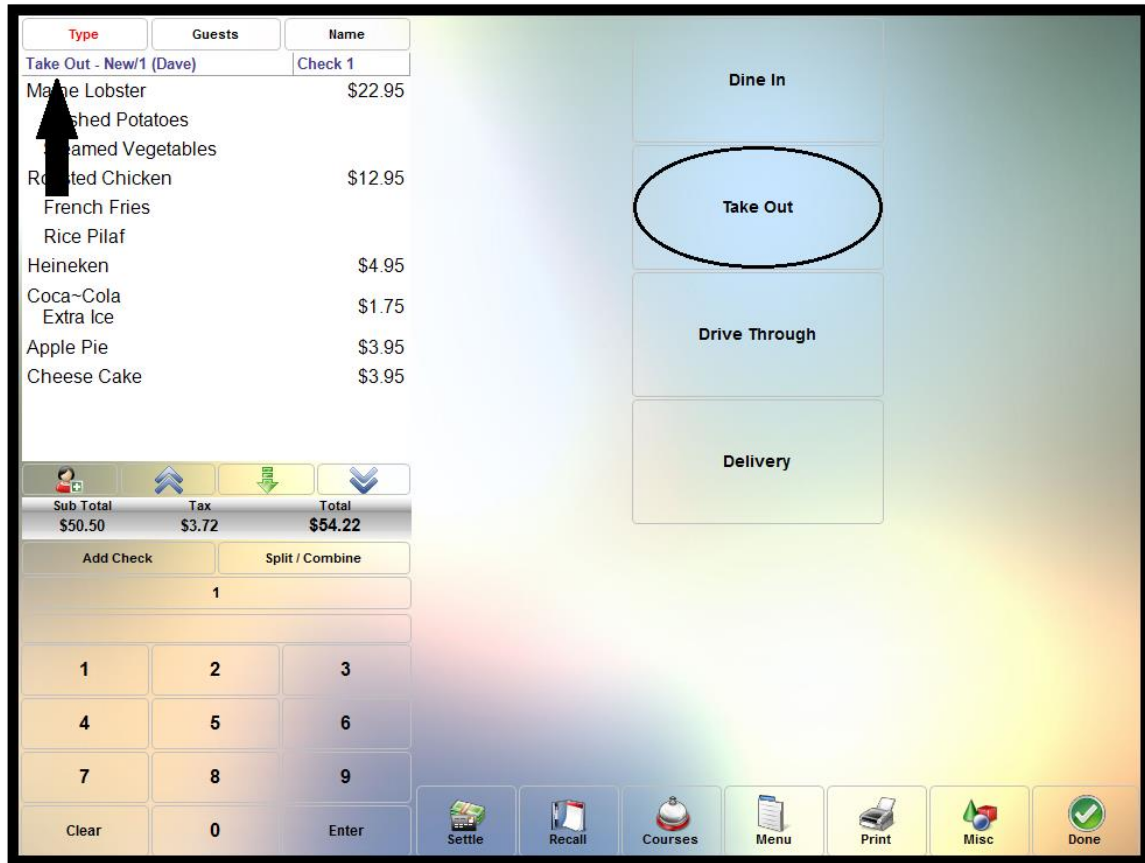 Type Guests Name
Take Out - New/1 (Dave) Check 1
Maine Lobster $22.95
shed Potatoes
amed Vegetables
Roasted Chicken $12.95
French Fries
Rice Pilaf
Heineken $4.95
Coca~Cola
Extra Ice $1.75
Apple Pie $3.95
Cheese Cake $3.95
Sub Total Tax Total
$50.50 $3.72 $54.22
Add Check Split / Combine
1
1 2 3
4 5 6
7 8 9
Clear 0 Enter
Dine In
Take Out
Drive Through
Delivery
Settle Recall Courses Menu Print Misc Done